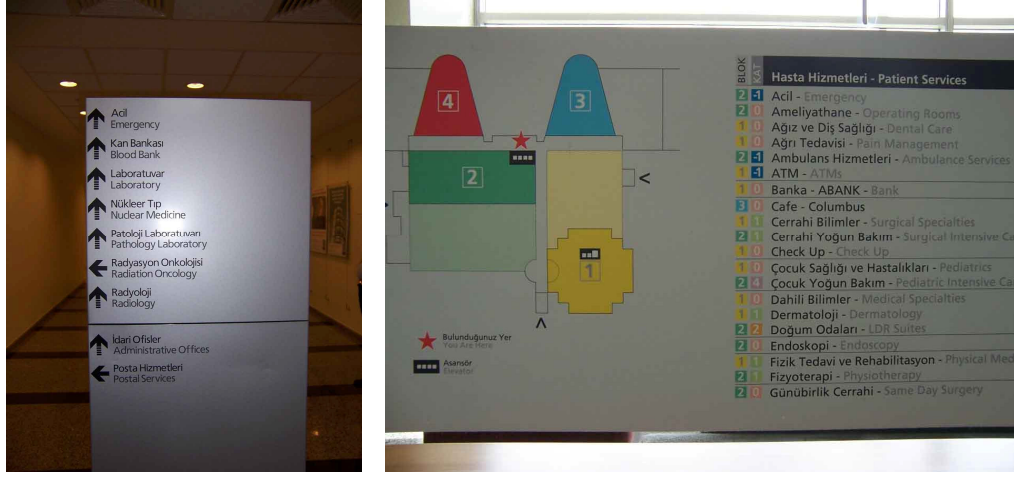 Acil
Emergency
Kan Bankası
Blood Bank
Laboratuvar
Laboratory
Nükleer Tıp
Nuclear Medicine
Patoloji Laboratuvarı
Pathology Laboratory
Radyasyon Onkolojisi
Radiation Oncology
Radyoloji
Radiology
İdari Ofisler
Administrative Offices
Posta Hizmetleri
Postal Services
4
3
2
1
Bulunduğunuz Yer
You Are Here
Asansör
Elevator
BLOK KAT Hasta Hizmetleri - Patient Services
2 -1 Acil - Emergency
2 0 Ameliyathane - Operating Rooms
1 0 Ağız ve Diş Sağlığı - Dental Care
1 0 Ağrı Tedavisi - Pain Management
2 -1 Ambulans Hizmetleri - Ambulance Services
1 -1 ATM - ATMs
1 0 Banka - ABANK - Bank
3 0 Cafe - Columbus
1 1 Cerrahi Bilimler - Surgical Specialties
2 1 Cerrahi Yoğun Bakım - Surgical Intensive Ca
1 0 Check Up - Check Up
1 0 Çocuk Sağlığı ve Hastalıkları - Pediatrics
2 4 Çocuk Yoğun Bakım - Pediatric Intensive Ca
1 0 Dahili Bilimler - Medical Specialties
1 1 Dermatoloji - Dermatology
2 2 Doğum Odaları - LDR Suites
2 0 Endoskopi - Endoscopy
1 1 Fizik Tedavi ve Rehabilitasyon - Physical Med
2 1 Fizyoterapi - Physiotherapy
2 0 Günübirlik Cerrahi - Same Day Surgery